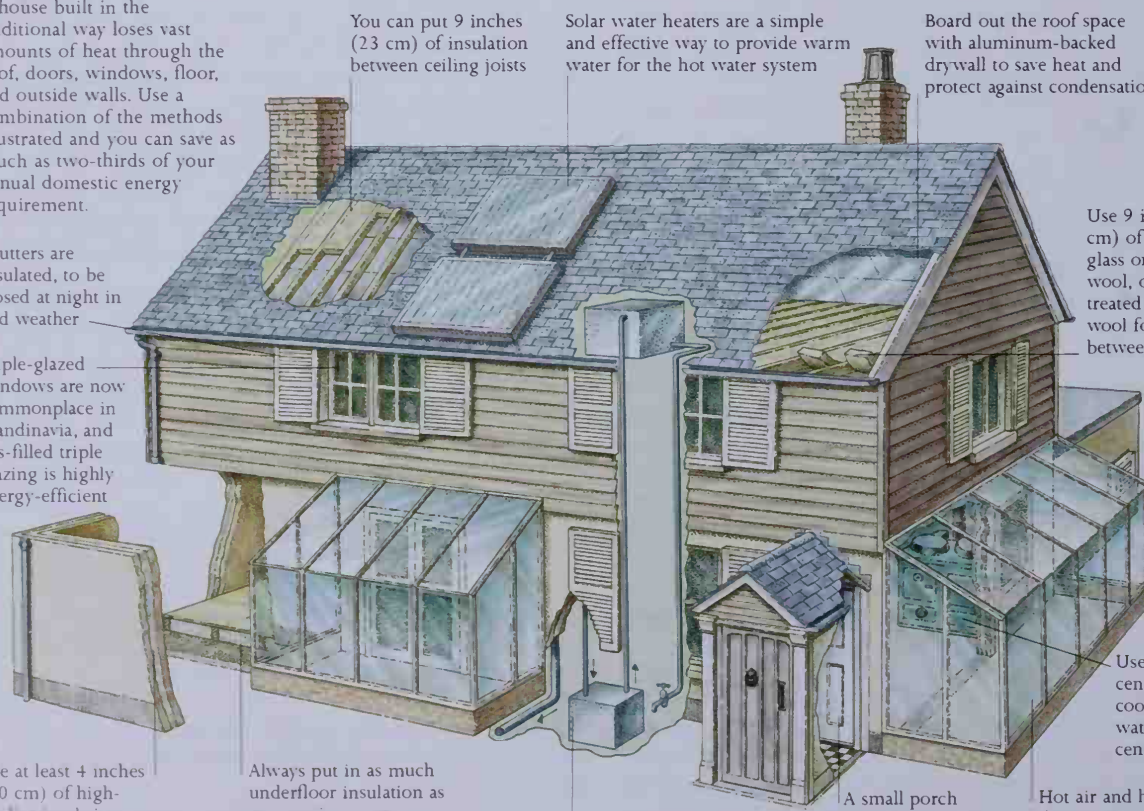 house built in the
ditional way loses vast
nounts of heat through the
of, doors, windows, floor,
d outside walls. Use a
mbination of the methods
ustrated and you can save as
uch as two-thirds of your
nual domestic energy
quirement.
You can put 9 inches
(23 cm) of insulation
between ceiling joists
Solar water heaters are a simple
and effective way to provide warm
water for the hot water system
Board out the roof space
with aluminum-backed
drywall to save heat and
protect against condensatio
utters are
sulated, to be
osed at night in
d weather
ple-glazed
indows are now
mmonplace in
andinavia, and
s-filled triple
azing is highly
ergy-efficient
Use 9 i
cm) of
glass or
wool, c
treated
wool fo
between
e at least 4 inches
0 cm) of high-
Always put in as much
underfloor insulation as
A small porch
Use
cen
coo
wat
cen
Hot air and h